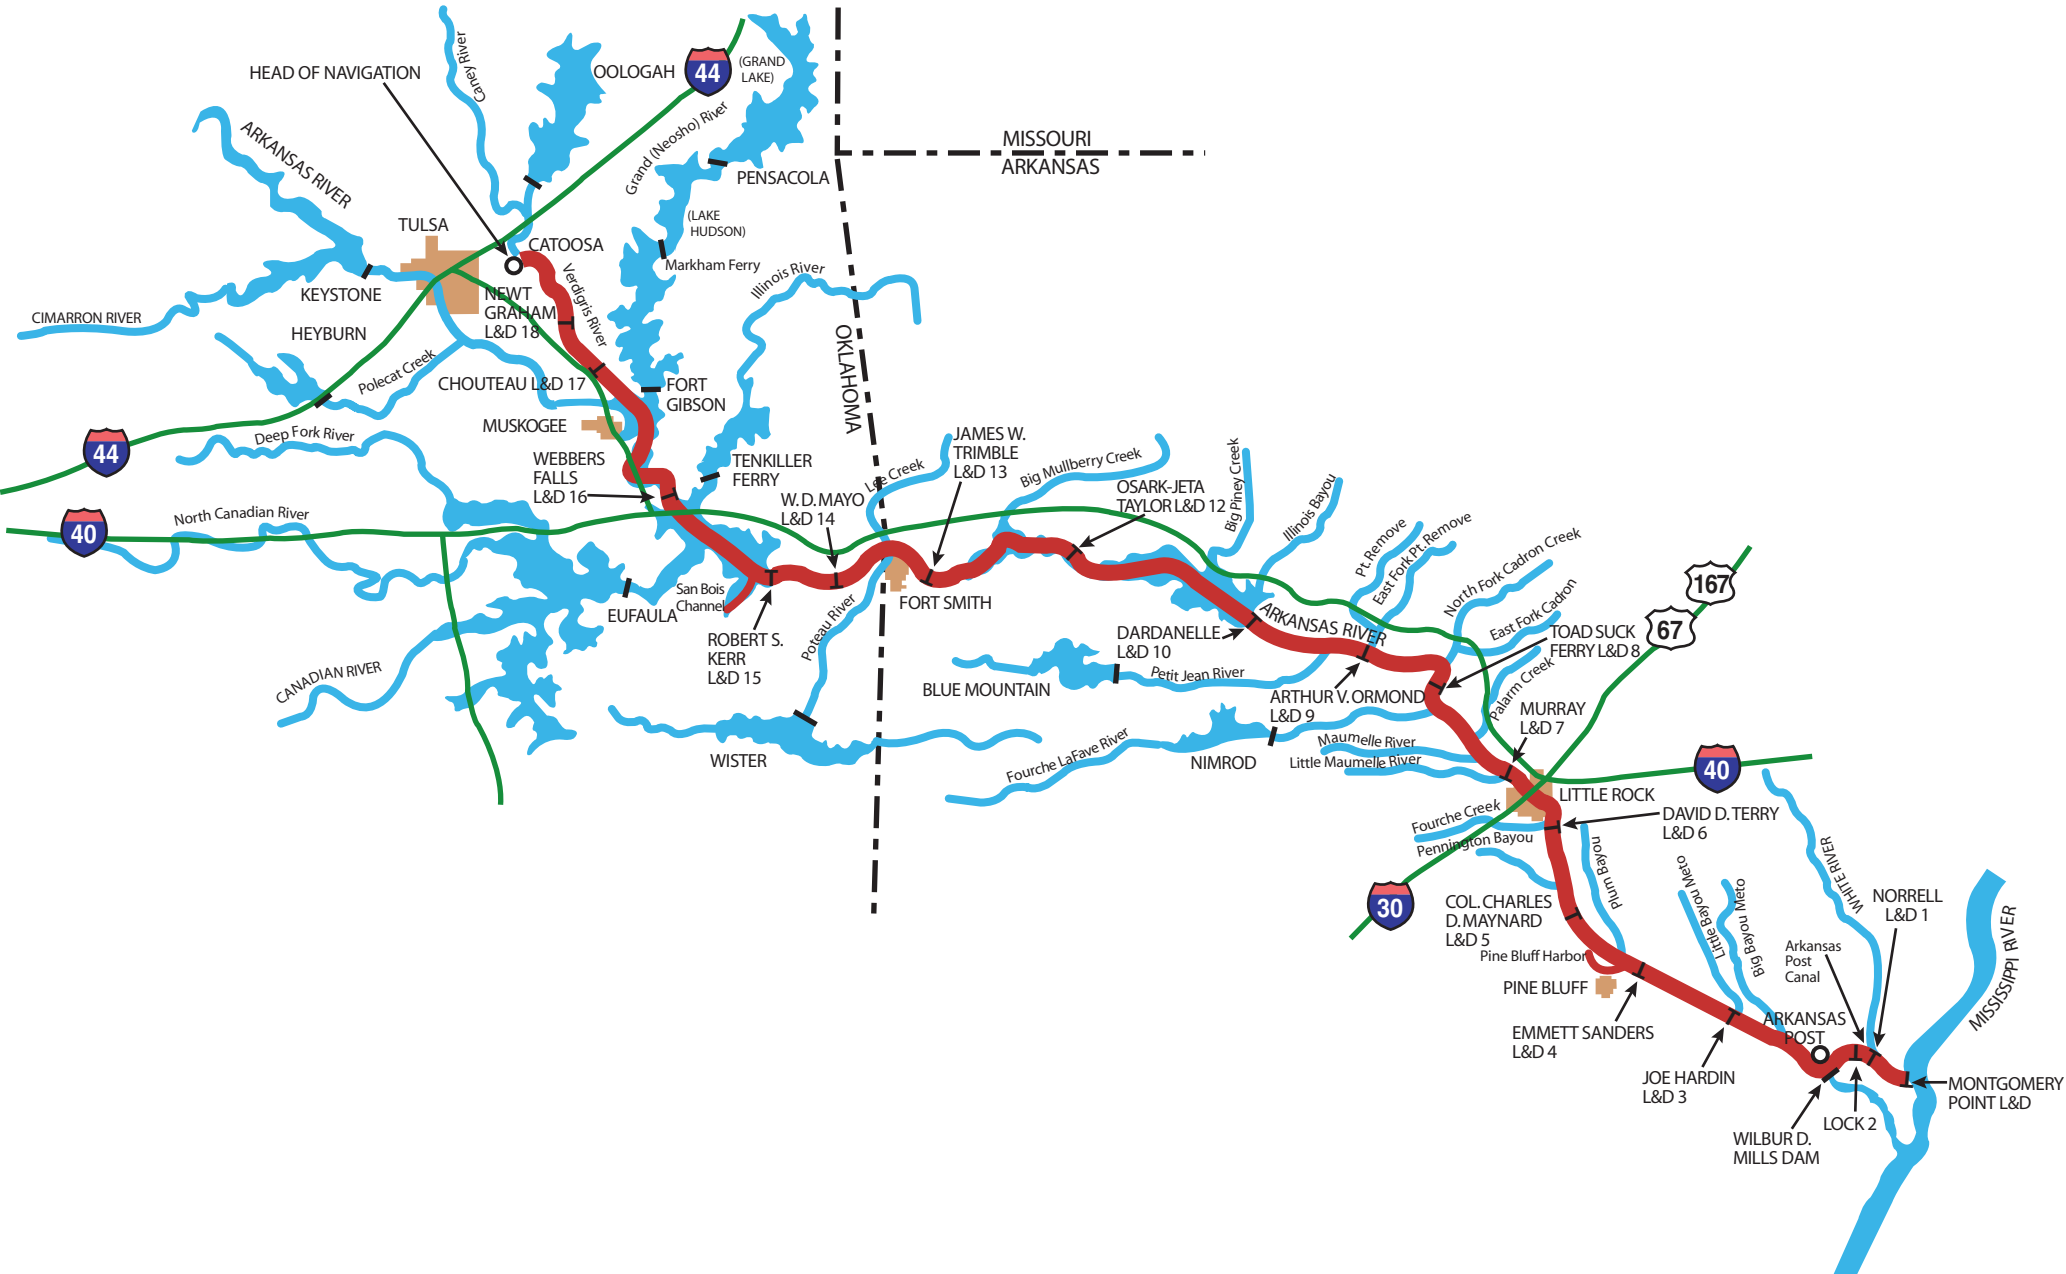 HEAD OF NAVIGATION
Caney River
OOLOGAH
44
(GRAND
LAKE)
Grand (Neosho) River
PENSACOLA
MISSOURI
ARKANSAS
ARKANSAS RIVER
TULSA
CATOOSA
(LAKE
HUDSON)
Markham Ferry
Illinois River
KEYSTONE
CIMARRON RIVER
HEYBURN
NEWT
GRAHAM
L&D 18
Verdigris River
OKLAHOMA
Polecat Creek
CHOUTEAU L&D 17
FORT
GIBSON
MUSKOGEE
44
Deep Fork River
WEBBERS
FALLS
L&D 16
TENKILLER
FERRY
W. D. MAYO
L&D 14
Lee Creek
JAMES W.
TRIMBLE
L&D 13
Big Mullberry Creek
OSARK-JETA
TAYLOR L&D 12
Big Piney Creek
Illinois Bayou
Pt. Remove
East Fork Pt. Remove
North Fork Cadron Creek
East Fork Cadron
167
67
40
North Canadian River
EUFAULA
San Bois
Channel
ROBERT S.
KERR
L&D 15
Poteau River
FORT SMITH
CANADIAN RIVER
WISTER
BLUE MOUNTAIN
DARDANELLE
L&D 10
Petit Jean River
ARKANSAS RIVER
ARTHUR V. ORMOND
L&D 9
TOAD SUCK
FERRY L&D 8
Palarm Creek
MURRAY
L&D 7
Fourche LaFave River
NIMROD
Maumelle River
Little Maumelle River
40
LITTLE ROCK
Fourche Creek
Pennington Bayou
DAVID D. TERRY
L&D 6
30
COL. CHARLES
D. MAYNARD
L&D 5
Plum Bayou
Little Bayou Meto
Big Bayou Meto
WHITE RIVER
NORRELL
L&D 1
MISSISSIPPI RIVER
Pine Bluff Harbor
PINE BLUFF
Arkansas
Post
Canal
EMMETT SANDERS
L&D 4
ARKANSAS
POST
JOE HARDIN
L&D 3
MONTGOMERY
POINT L&D
LOCK 2
WILBUR D.
MILLS DAM